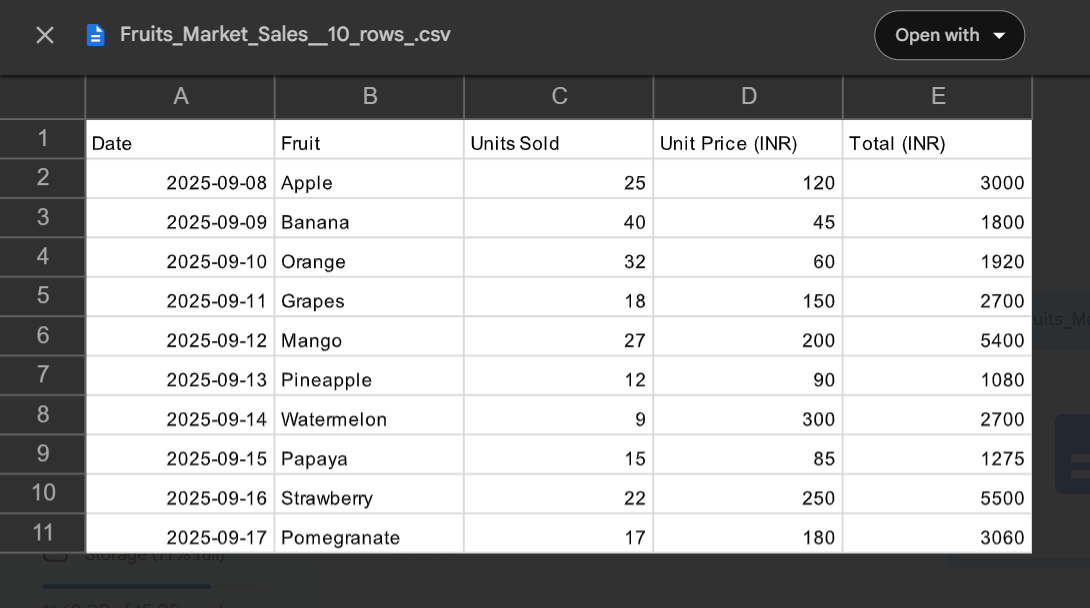 Fruits_Market_Sales__10_rows_.csv
Open with
A B C D E
1 Date Fruit Units Sold Unit Price (INR) Total (INR)
2 2025-09-08 Apple 25 120 3000
3 2025-09-09 Banana 40 45 1800
4 2025-09-10 Orange 32 60 1920
5 2025-09-11 Grapes 18 150 2700
6 2025-09-12 Mango 27 200 5400
7 2025-09-13 Pineapple 12 90 1080
8 2025-09-14 Watermelon 9 300 2700
9 2025-09-15 Papaya 15 85 1275
10 2025-09-16 Strawberry 22 250 5500
11 2025-09-17 Pomegranate 17 180 3060